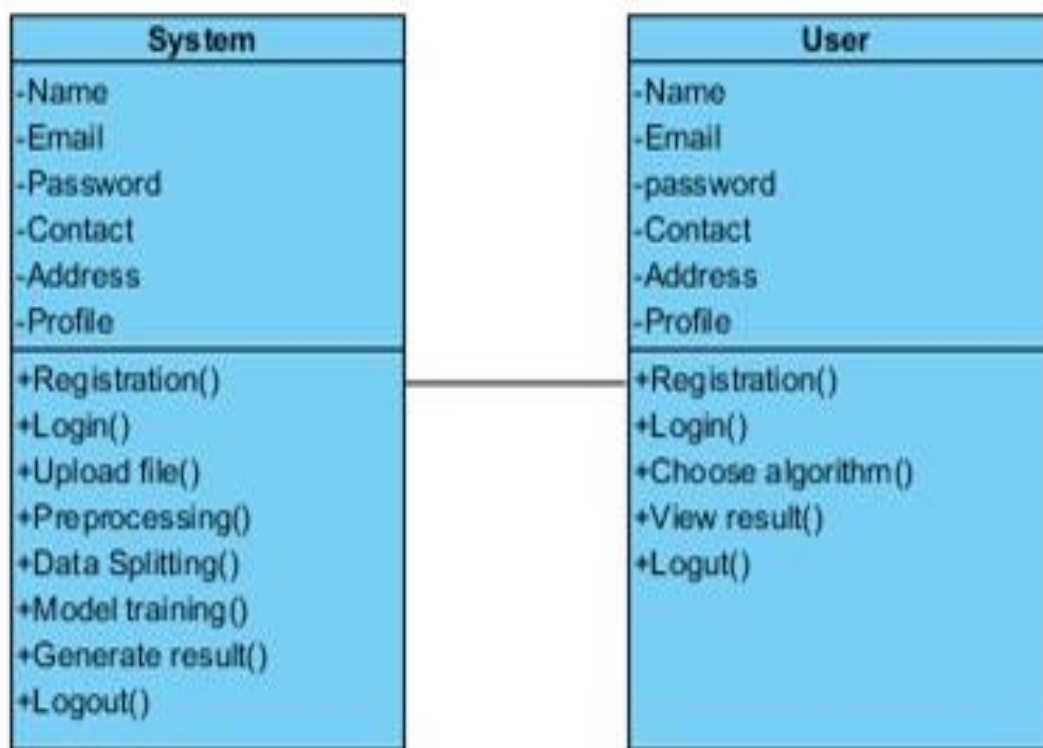 System
-Name
-Email
-Password
-Contact
-Address
-Profile
+Registration()
+Login()
+Upload file()
+Preprocessing()
+Data Splitting()
+Model training()
+Generate result()
+Logout()
User
-Name
-Email
-password
-Contact
-Address
-Profile
+Registration()
+Login()
+Choose algorithm()
+View result()
+Logut()